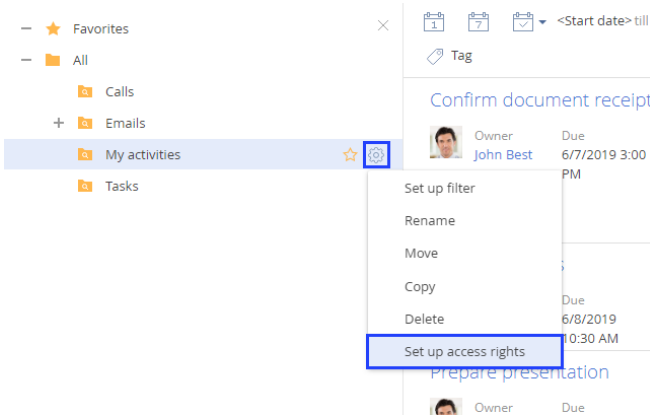 Favorites
All
Calls
Emails
My activities
Tasks
Set up filter
Rename
Move
Copy
Delete
Set up access rights
1
7
<Start date> till
Tag
Confirm document receipt
Owner
Due
John Best
6/7/2019 3:00
PM
Due
6/8/2019
10:30 AM
Prepare presentation
Owner
Due